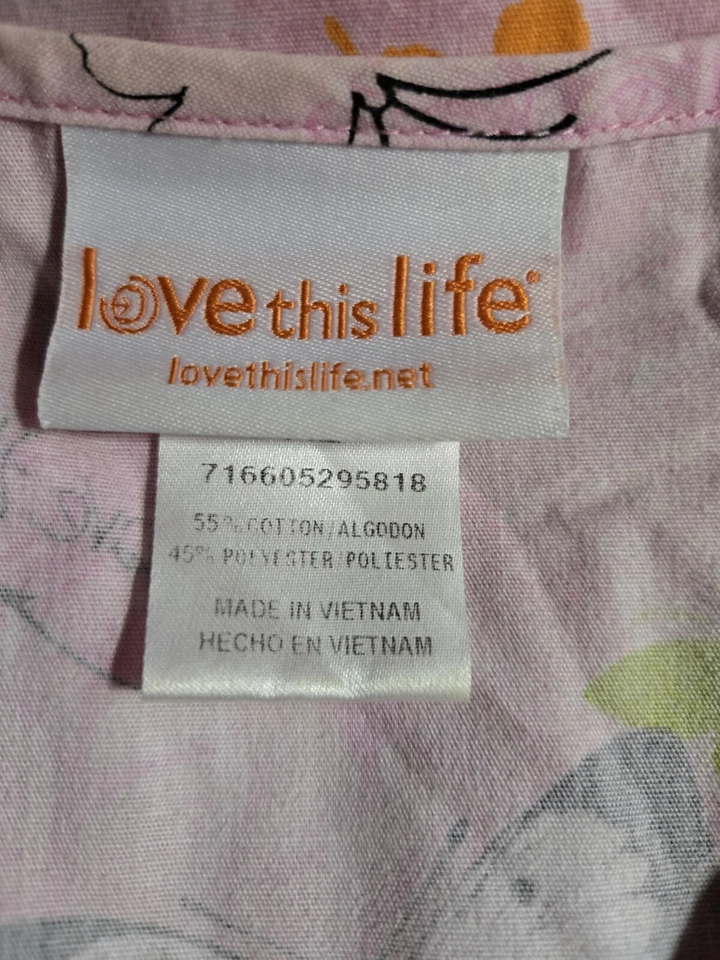 love this life®
lovethislife.net
716605295818
55% COTTON/ALGODON
45% POLYESTER/POLIESTER
MADE IN VIETNAM
HECHO EN VIETNAM